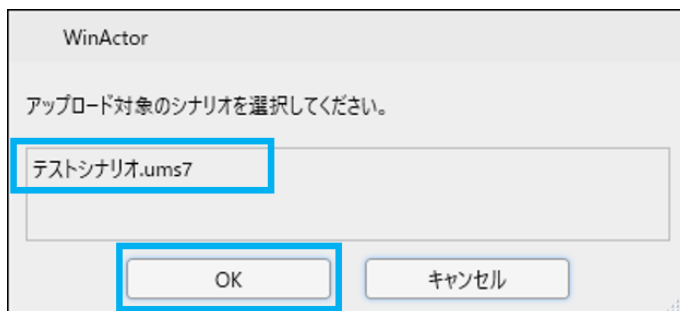 WinActor
アップロード対象のシナリオを選択してください。
テストシナリオ.ums7
OK
キャンセル